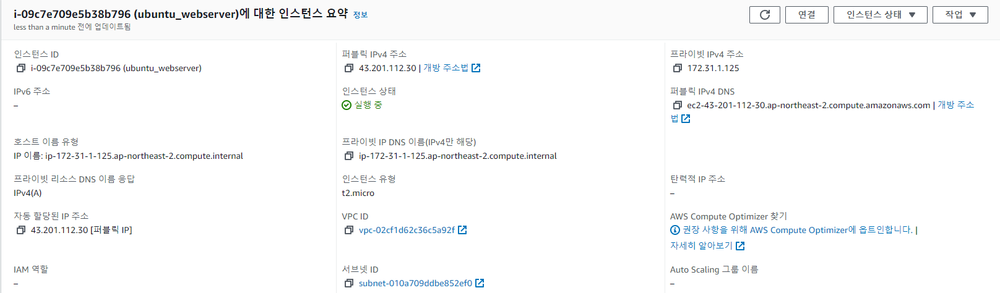 i-09c7e709e5b38b796 (ubuntu_webserver)에 대한 인스턴스 요약 정보
less than a minute 전에 업데이트됨
연결
인스턴스 상태
작업
인스턴스 ID
i-09c7e709e5b38b796 (ubuntu_webserver)
퍼블릭 IPv4 주소
43.201.112.30 | 개방 주소법
프라이빗 IPv4 주소
172.31.1.125
IPv6 주소
–
인스턴스 상태
실행 중
퍼블릭 IPv4 DNS
ec2-43-201-112-30.ap-northeast-2.compute.amazonaws.com | 개방 주소
법
호스트 이름 유형
IP 이름: ip-172-31-1-125.ap-northeast-2.compute.internal
프라이빗 IP DNS 이름(IPv4만 해당)
ip-172-31-1-125.ap-northeast-2.compute.internal
프라이빗 리소스 DNS 이름 응답
IPv4(A)
인스턴스 유형
t2.micro
탄력적 IP 주소
–
자동 할당된 IP 주소
43.201.112.30 [퍼블릭 IP]
VPC ID
vpc-02cf1d62c36c5a92f
AWS Compute Optimizer 찾기
권장 사항을 위해 AWS Compute Optimizer에 옵트인합니다. |
자세히 알아보기
IAM 역할
–
서브넷 ID
subnet-010a709ddbe852ef0
Auto Scaling 그룹 이름
–